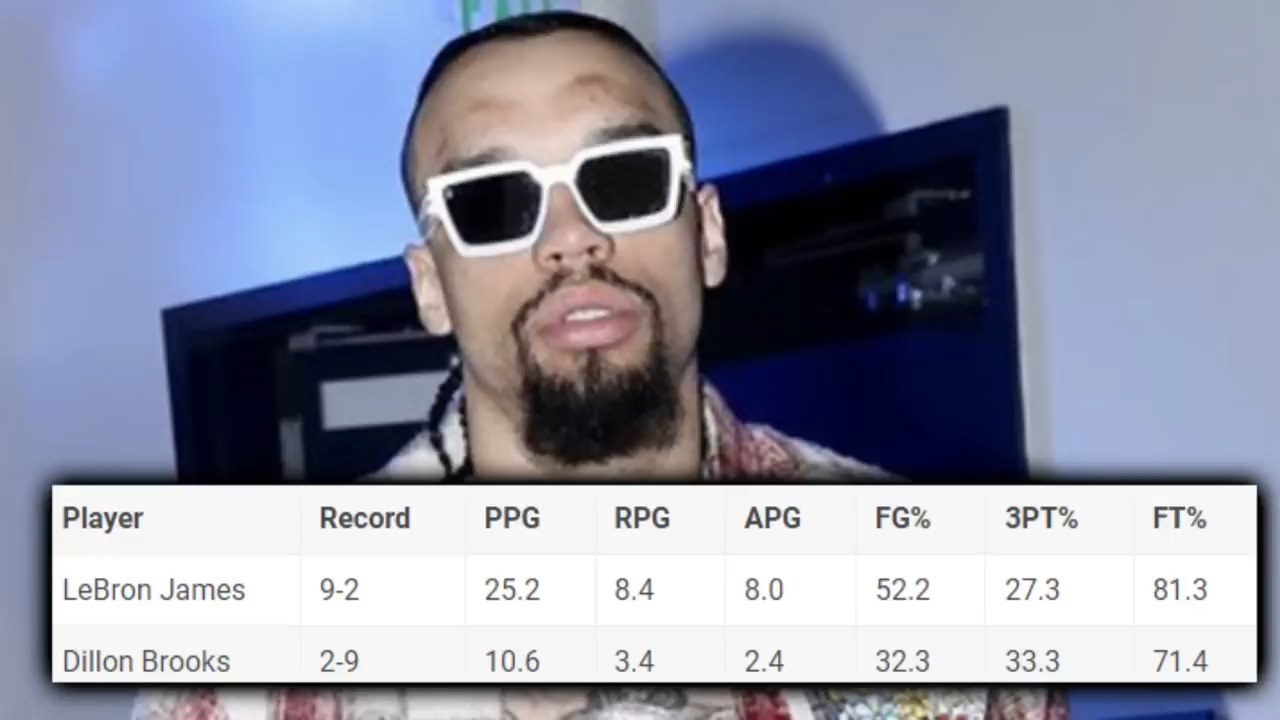 Player Record PPG RPG APG FG% 3PT% FT%
LeBron James 9-2 25.2 8.4 8.0 52.2 27.3 81.3
Dillon Brooks 2-9 10.6 3.4 2.4 32.3 33.3 71.4